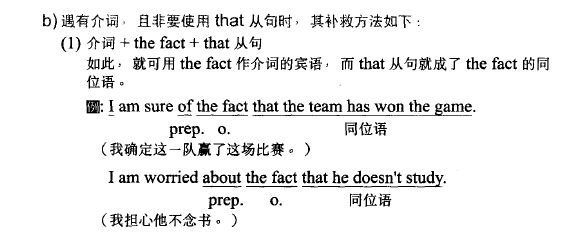 b) 遇有介词，且非要使用 that 从句时，其补救方法如下：
(1) 介词 + the fact + that 从句
如此，就可用 the fact 作介词的宾语，而 that 从句就成了 the fact 的同
位语。
例: I am sure of the fact that the team has won the game.
prep. o. 同位语
（我确定这一队赢了这场比赛。）
I am worried about the fact that he doesn't study.
prep. o. 同位语
（我担心他不念书。）